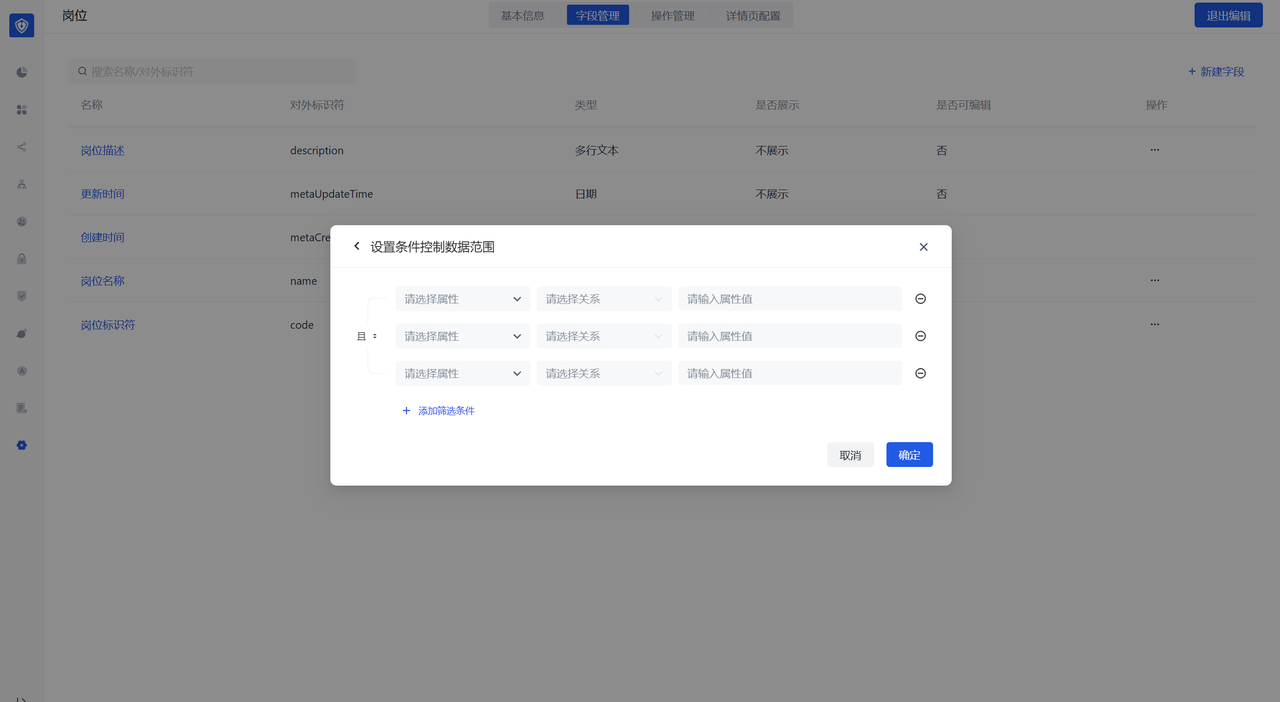 岗位
基本信息 字段管理 操作管理 详情页配置
退出编辑
搜索名称/对外标识符
+ 新建字段
名称 对外标识符 类型 是否展示 是否可编辑 操作
岗位描述 description 多行文本 不展示 否 ...
更新时间 metaUpdateTime 日期 不展示 否
创建时间 metaCre
岗位名称 name ...
岗位标识符 code ...
设置条件控制数据范围
请选择属性 请选择关系 请输入属性值
且 请选择属性 请选择关系 请输入属性值
请选择属性 请选择关系 请输入属性值
+ 添加筛选条件
取消 确定